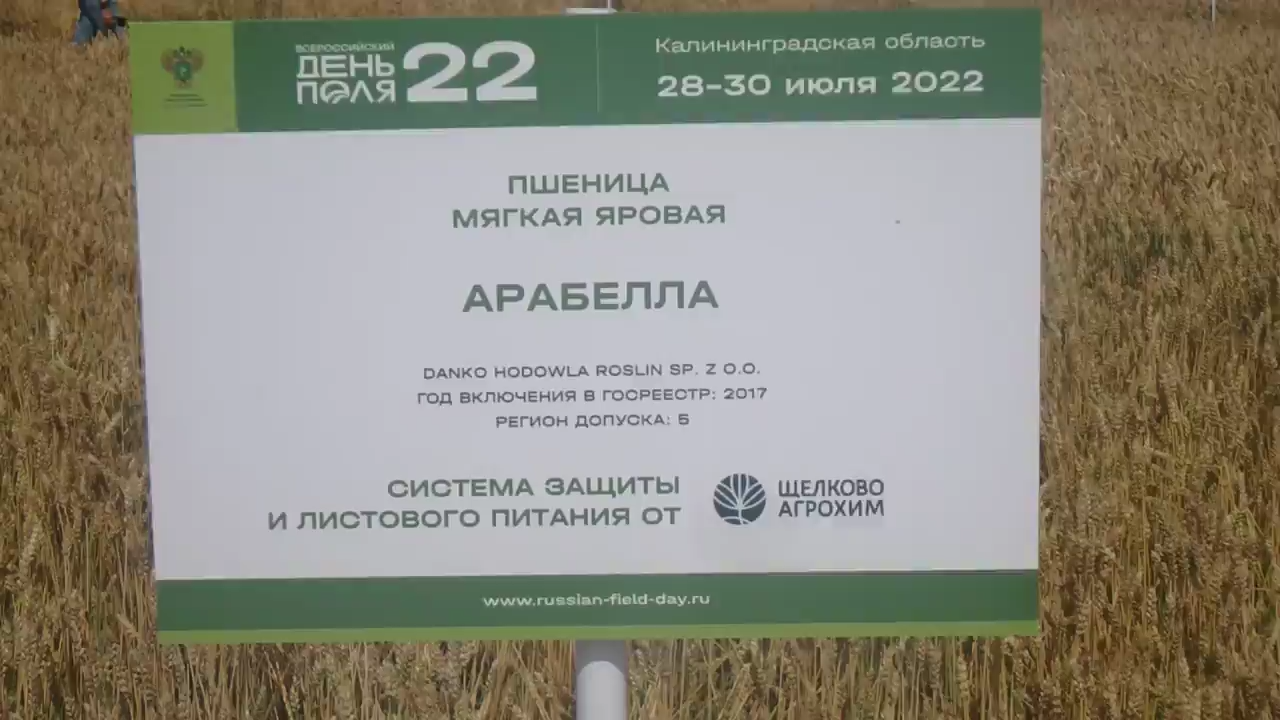 ВСЕРОССИЙСКИЙ
ДЕНЬ
ПОЛЯ
22
Калининградская область
28-30 июля 2022
ПШЕНИЦА
МЯГКАЯ ЯРОВАЯ
АРАБЕЛЛА
DANKO HODOWLA ROSLIN SP. Z O.O.
ГОД ВКЛЮЧЕНИЯ В ГОСРЕЕСТР: 2017
РЕГИОН ДОПУСКА: 5
СИСТЕМА ЗАЩИТЫ
И ЛИСТОВОГО ПИТАНИЯ ОТ
ЩЕЛКОВО
АГРОХИМ
www.russian-field-day.ru